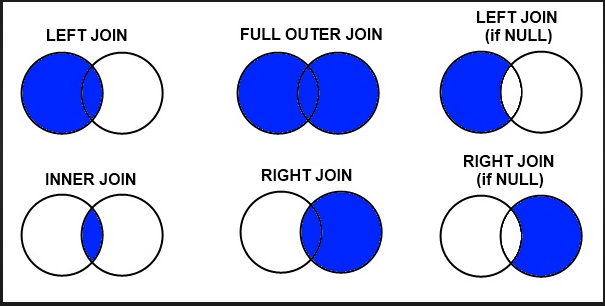 LEFT JOIN
FULL OUTER JOIN
LEFT JOIN
(if NULL)
INNER JOIN
RIGHT JOIN
RIGHT JOIN
(if NULL)